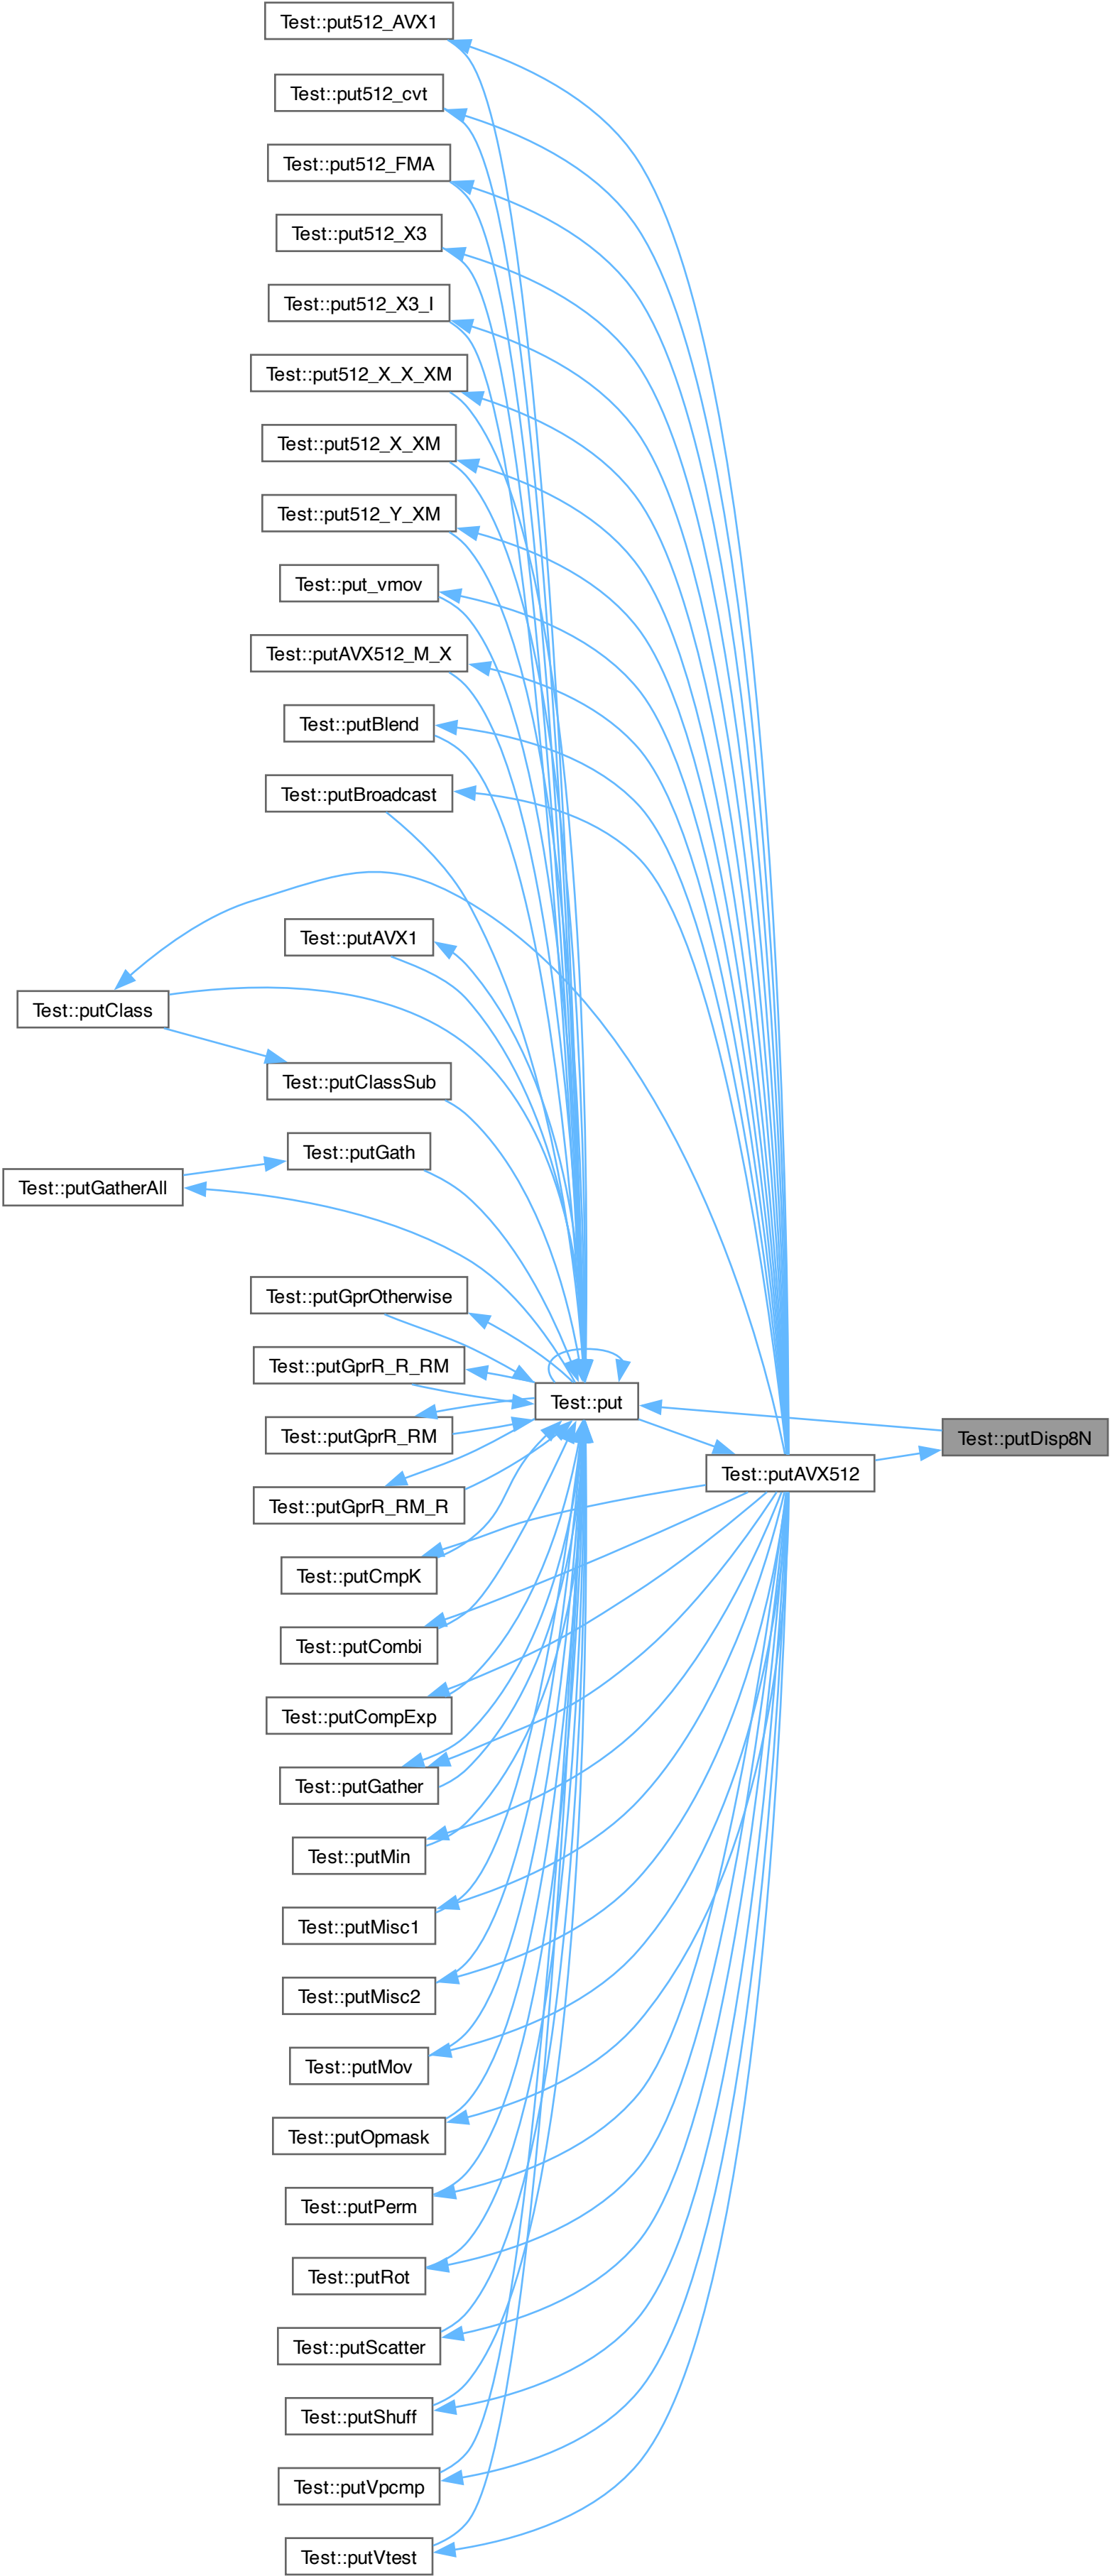 Test::put512_AVX1
Test::put512_cvt
Test::put512_FMA
Test::put512_X3
Test::put512_X3_I
Test::put512_X_X_XM
Test::put512_X_XM
Test::put512_Y_XM
Test::put_vmov
Test::putAVX512_M_X
Test::putBlend
Test::putBroadcast
Test::putAVX1
Test::putClass
Test::putClassSub
Test::putGath
Test::putGatherAll
Test::putGprOtherwise
Test::putGprR_R_RM
Test::put
Test::putGprR_RM
Test::putDisp8N
Test::putAVX512
Test::putGprR_RM_R
Test::putCmpK
Test::putCombi
Test::putCompExp
Test::putGather
Test::putMin
Test::putMisc1
Test::putMisc2
Test::putMov
Test::putOpmask
Test::putPerm
Test::putRot
Test::putScatter
Test::putShuff
Test::putVpcmp
Test::putVtest